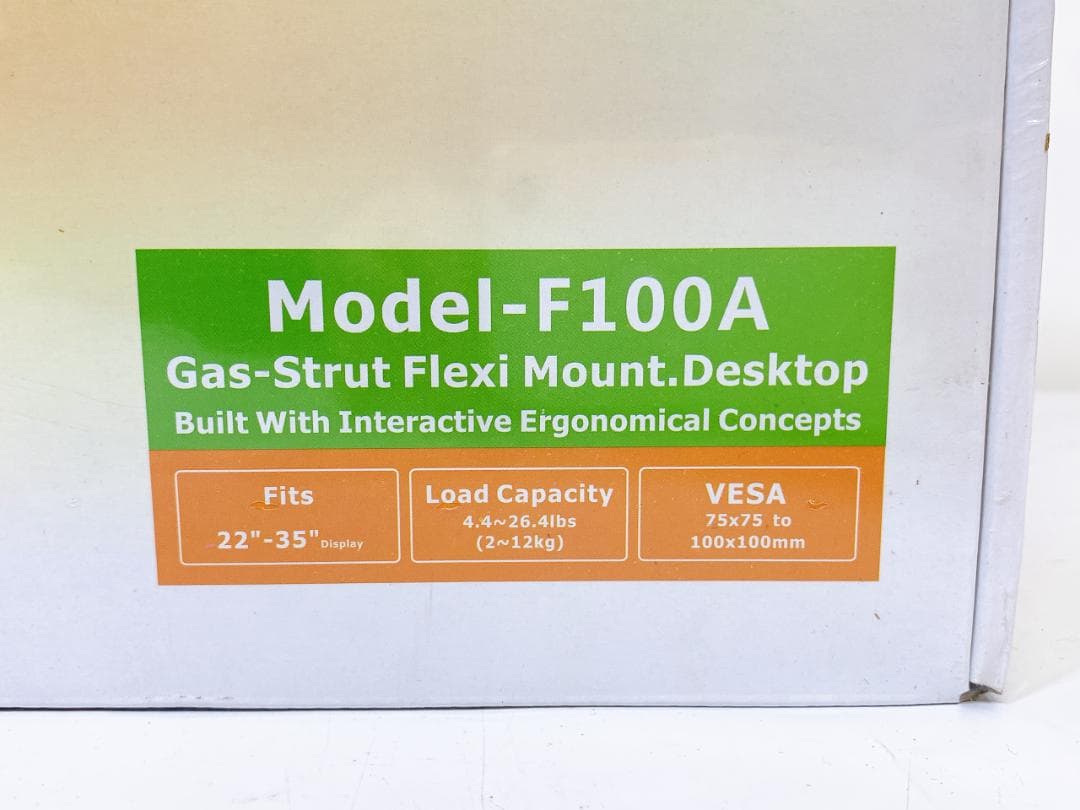 Model-F100A
Gas-Strut Flexi Mount.Desktop
Built With Interactive Ergonomical Concepts
Fits
22"-35" Display
Load Capacity
4.4~26.4lbs
(2~12kg)
VESA
75x75 to
100x100mm